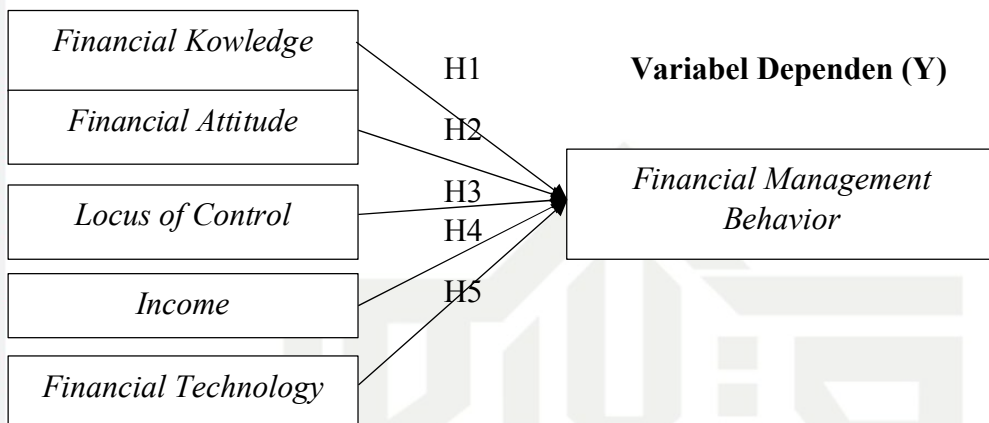 Financial Kowledge
H1
Variabel Dependen (Y)
Financial Attitude
H2
Financial Management
Behavior
Locus of Control
H3
H4
Income
H5
Financial Technology